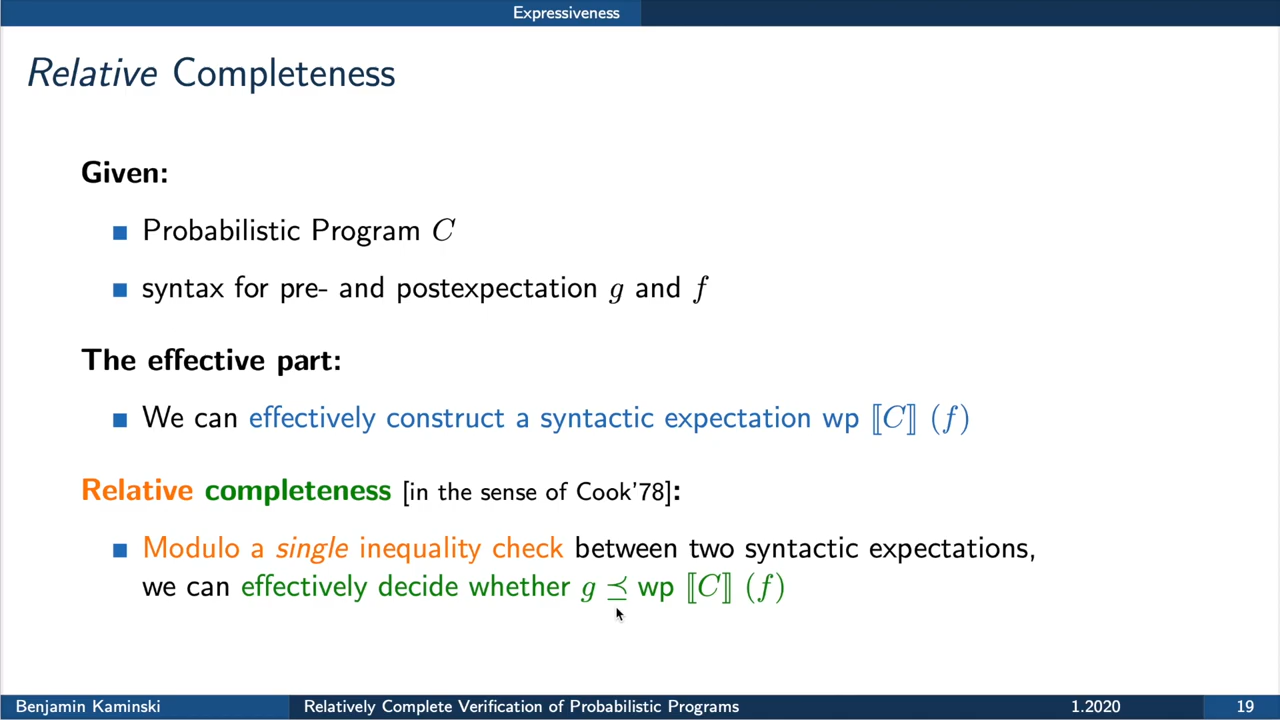 Expressiveness
Relative Completeness
Given:
Probabilistic Program C
syntax for pre- and postexpectation g and f
The effective part:
We can effectively construct a syntactic expectation wp ⟦C⟧ (f)
Relative completeness [in the sense of Cook'78]:
Modulo a single inequality check between two syntactic expectations,
we can effectively decide whether g ⪯ wp ⟦C⟧ (f)
Benjamin Kaminski Relatively Complete Verification of Probabilistic Programs 1.2020 19